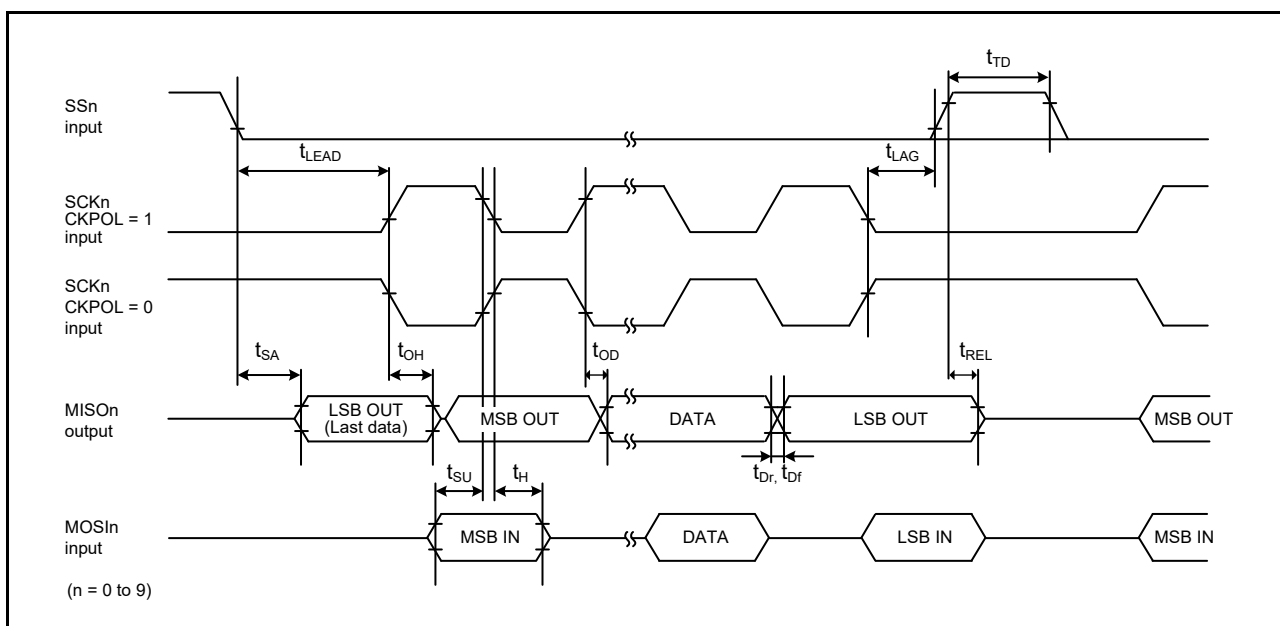 tTD
SSn
input
tLEAD
tLAG
SCKn
CKPOL = 1
input
SCKn
CKPOL = 0
input
tSA
tOH
tOD
tREL
MISOn
output
LSB OUT
(Last data)
MSB OUT
DATA
LSB OUT
MSB OUT
tSU
tH
tDr, tDf
MOSIn
input
MSB IN
DATA
LSB IN
MSB IN
(n = 0 to 9)